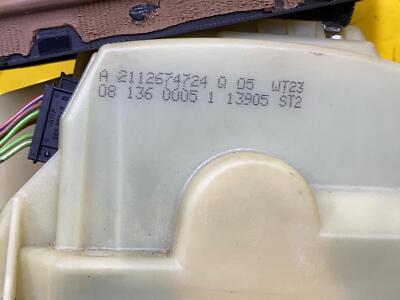 A 2112674724 Q 05 WT23
08 136 0005 1 13905 ST2